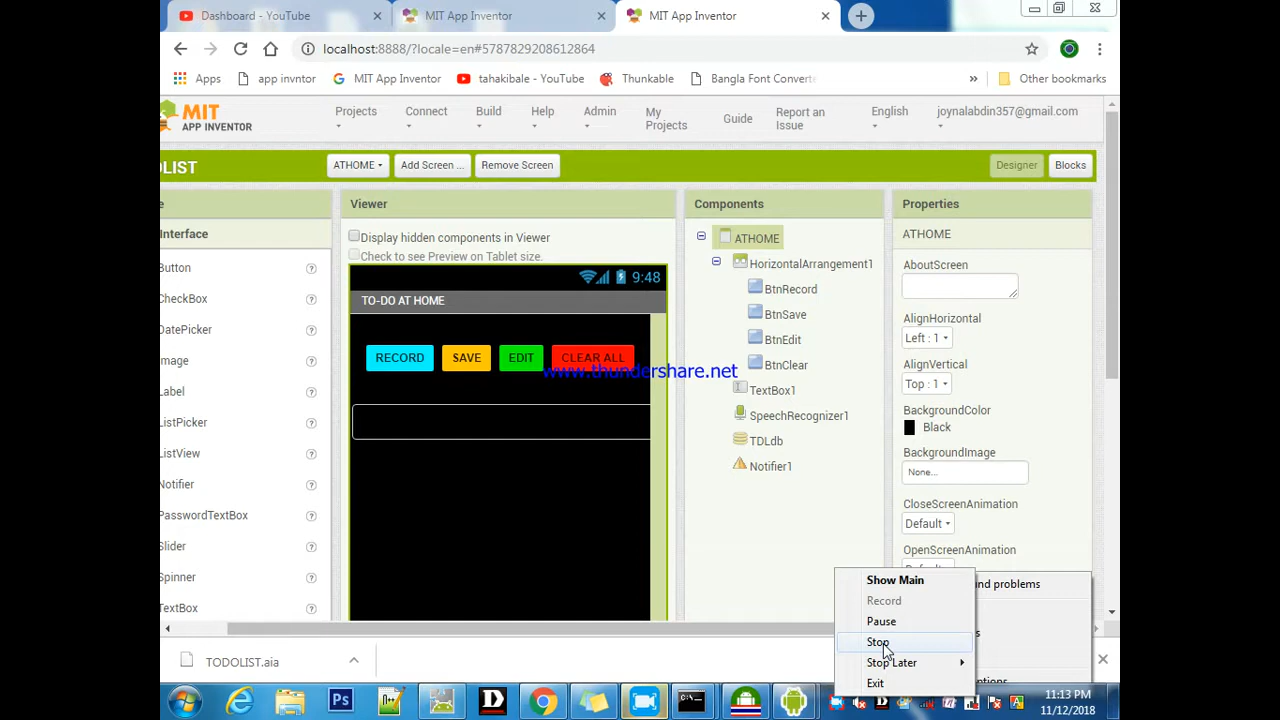 Dashboard - YouTube
MIT App Inventor
MIT App Inventor
localhost:8888/?locale=en#5787829208612864
Apps
app invntor
MIT App Inventor
tahakibale - YouTube
Thunkable
Bangla Font Converte
»
Other bookmarks
MIT
APP INVENTOR
Projects
Connect
Build
Help
Admin
My Projects
Guide
Report an Issue
English
joynalabdin357@gmail.com
OLIST
ATHOME
Add Screen ...
Remove Screen
Designer
Blocks
e
Viewer
Components
Properties
Interface
Button
CheckBox
DatePicker
Image
Label
ListPicker
ListView
Notifier
PasswordTextBox
Slider
Spinner
TextBox
Display hidden components in Viewer
Check to see Preview on Tablet size.
9:48
TO-DO AT HOME
RECORD
SAVE
EDIT
CLEAR ALL
www.thundershare.net
ATHOME
HorizontalArrangement1
BtnRecord
BtnSave
BtnEdit
BtnClear
TextBox1
SpeechRecognizer1
TDLdb
Notifier1
ATHOME
AboutScreen
AlignHorizontal
Left : 1
AlignVertical
Top : 1
BackgroundColor
Black
BackgroundImage
None...
CloseScreenAnimation
Default
OpenScreenAnimation
Show Main
Record
Pause
Stop
Stop Later
Exit
nd problems
TODOLIST.aia
Ps
D
11:13 PM
11/12/2018